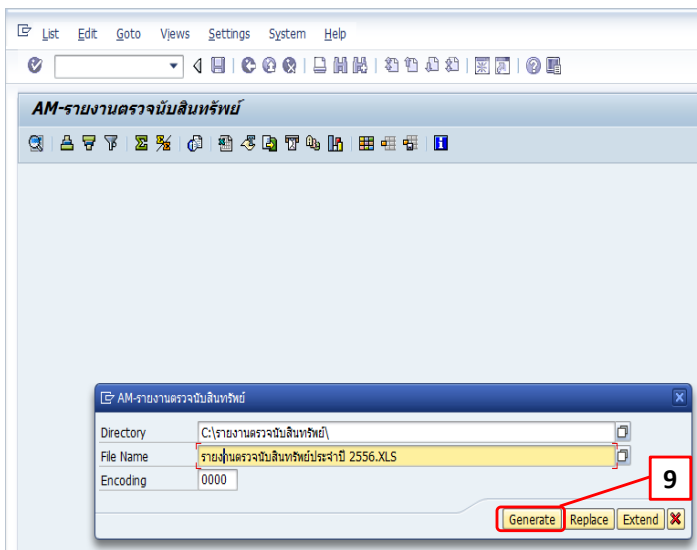 List Edit Goto Views Settings System Help
AM-รายงานตรวจนับสินทรัพย์
AM-รายงานตรวจนับสินทรัพย์
Directory C:\รายงานตรวจนับสินทรัพย์\
File Name รายงานตรวจนับสินทรัพย์ประจำปี 2556.XLS
Encoding 0000
9
Generate Replace Extend